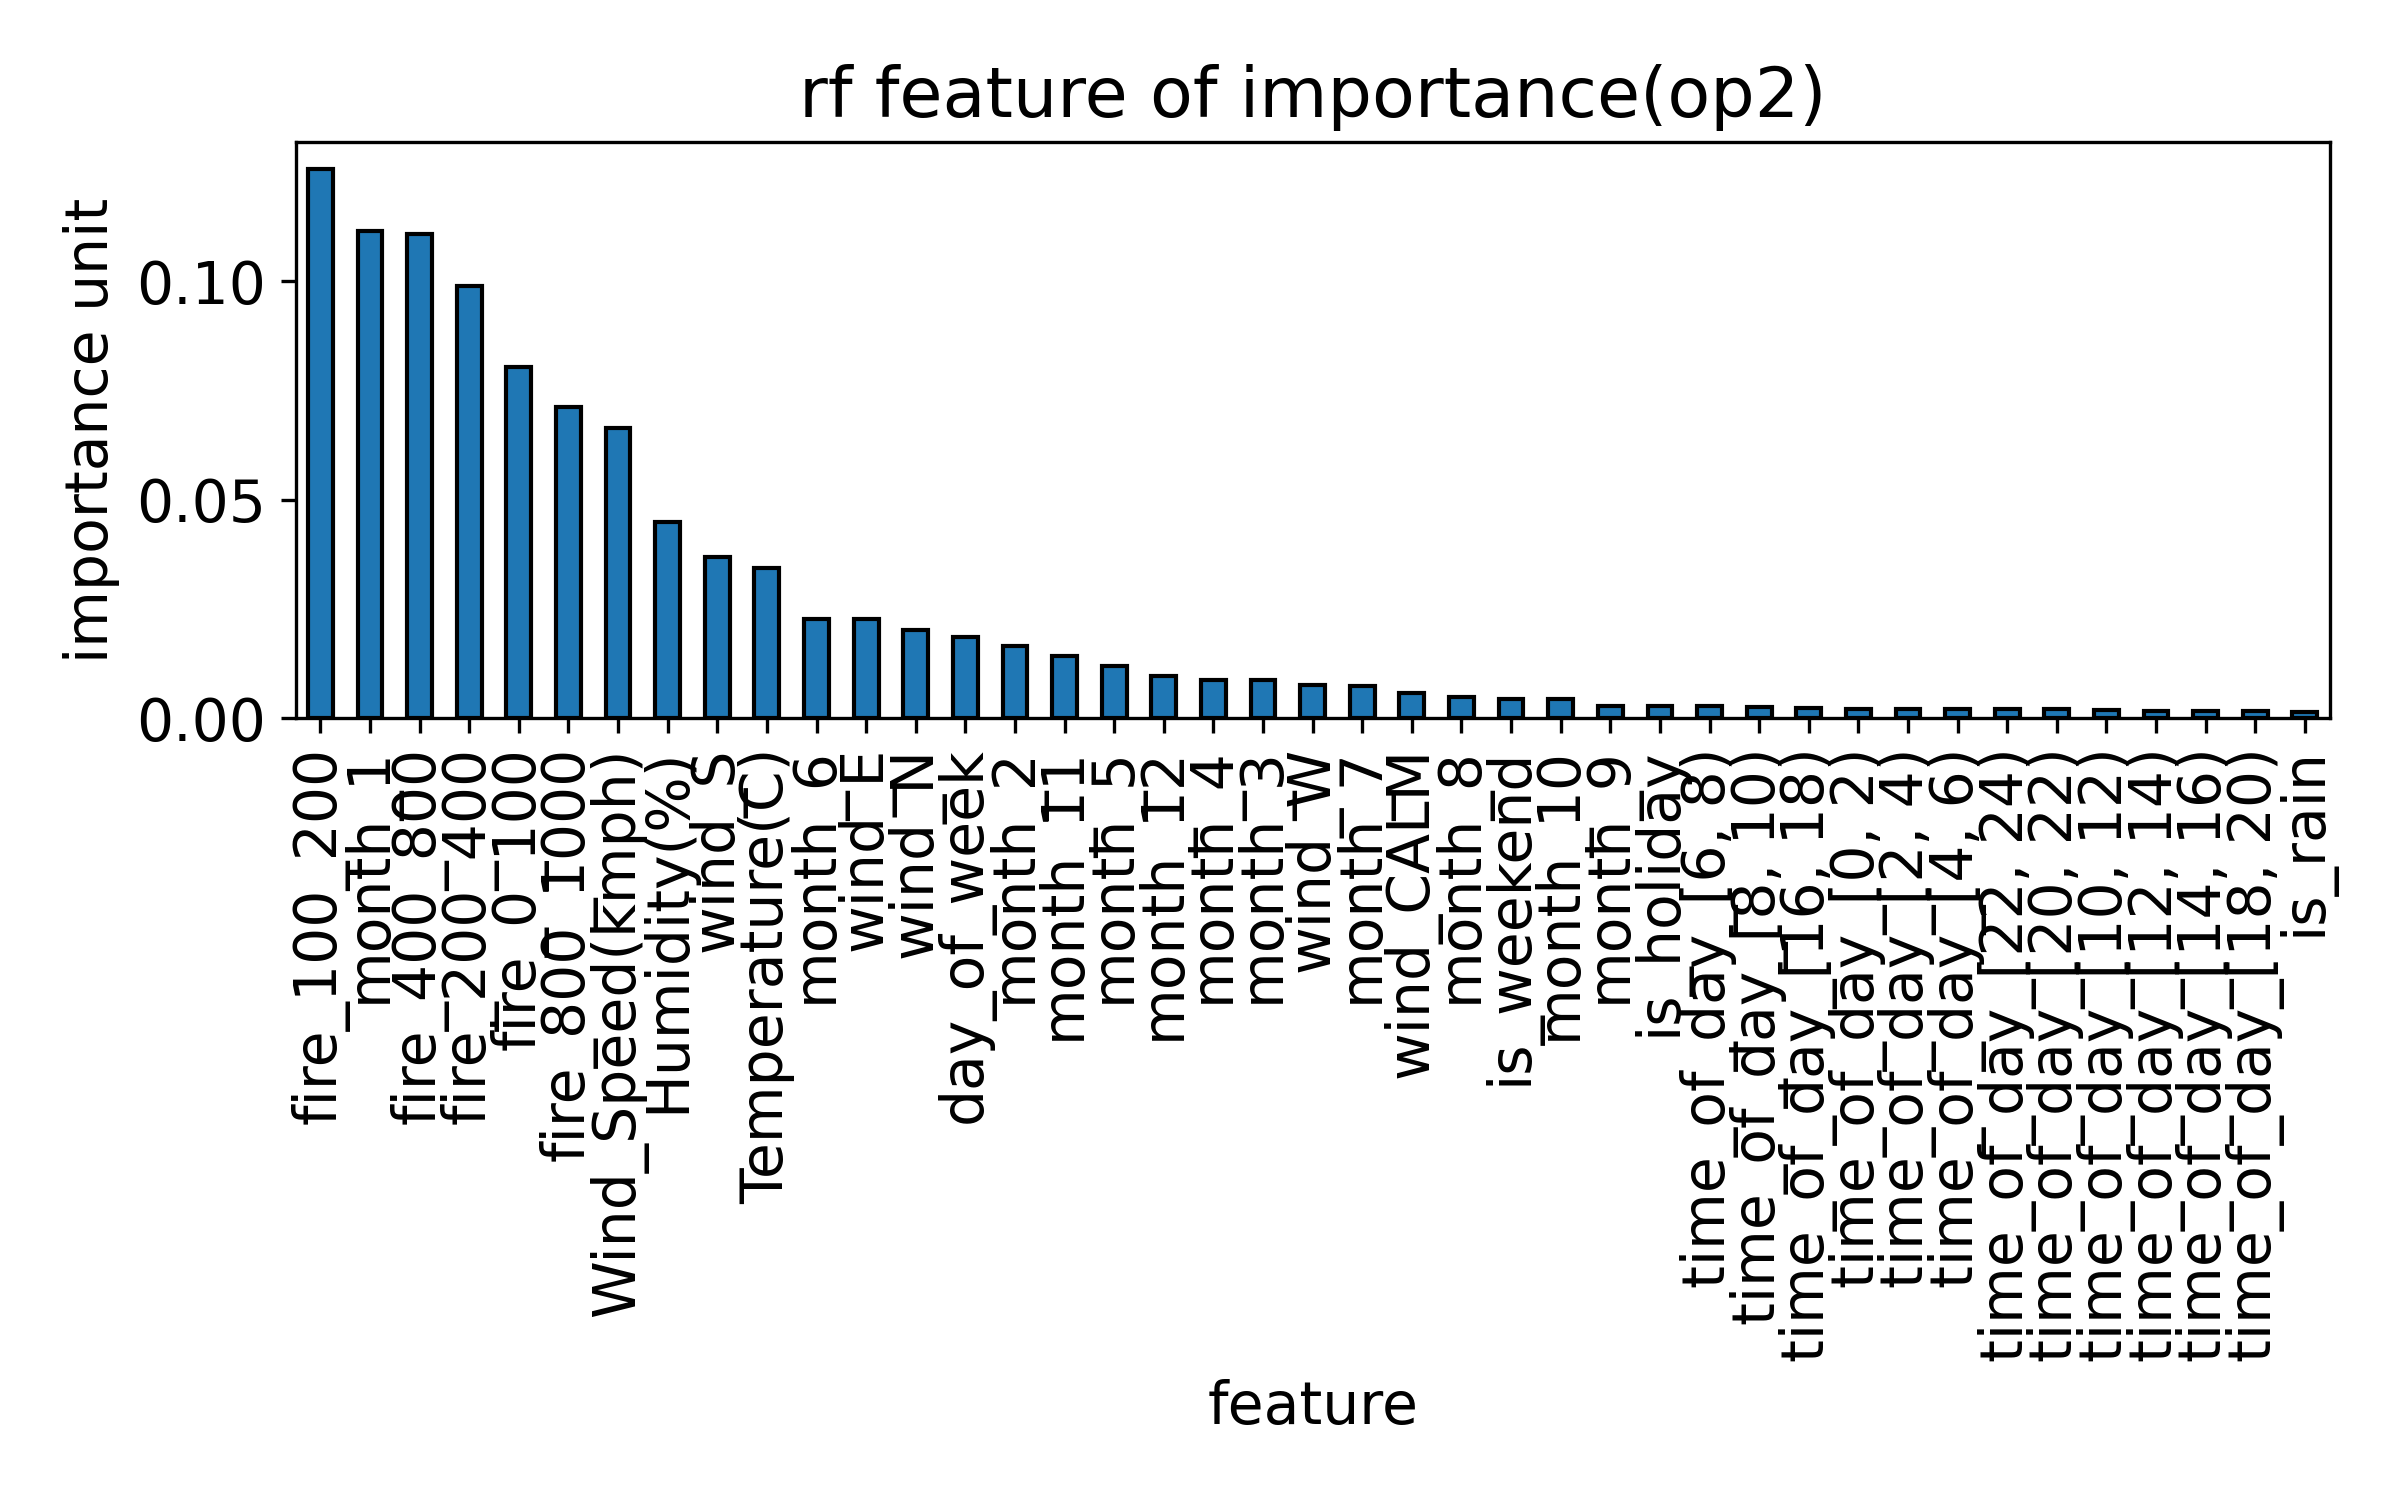 rf feature of importance(op2)
importance unit
0.10
0.05
0.00
fire_100_200
month_1
fire_400_800
fire_200_400
fire_0_100
fire_800_1000
Wind_Speed(kmph)
Humidity(%)
wind_S
Temperature(C)
month_6
wind_E
wind_N
day_of_week
month_2
month_11
month_5
month_12
month_4
month_3
wind_W
month_7
wind_CALM
month_8
is_weekend
month_10
month_9
is_holiday
time_of_day_[6,8)
time_of_day_[8,10)
time_of_day_[16,18)
time_of_day_[0,2)
time_of_day_[2,4)
time_of_day_[4,6)
time_of_day_[22,24)
time_of_day_[20,22)
time_of_day_[10,12)
time_of_day_[12,14)
time_of_day_[14,16)
time_of_day_[18,20)
is_rain
feature